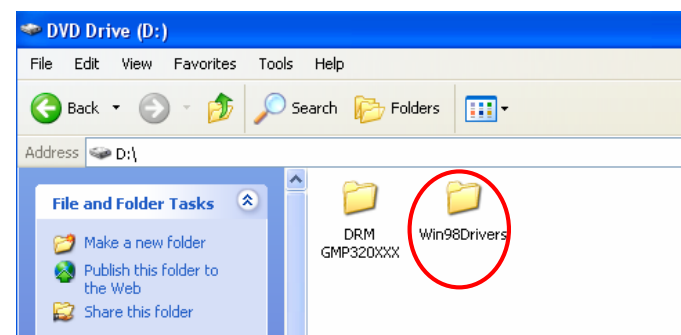 DVD Drive (D:)
File Edit View Favorites Tools Help
Back Search Folders
Address D:\
File and Folder Tasks
Make a new folder
Publish this folder to
the Web
Share this folder
DRM
GMP320XXX
Win98Drivers